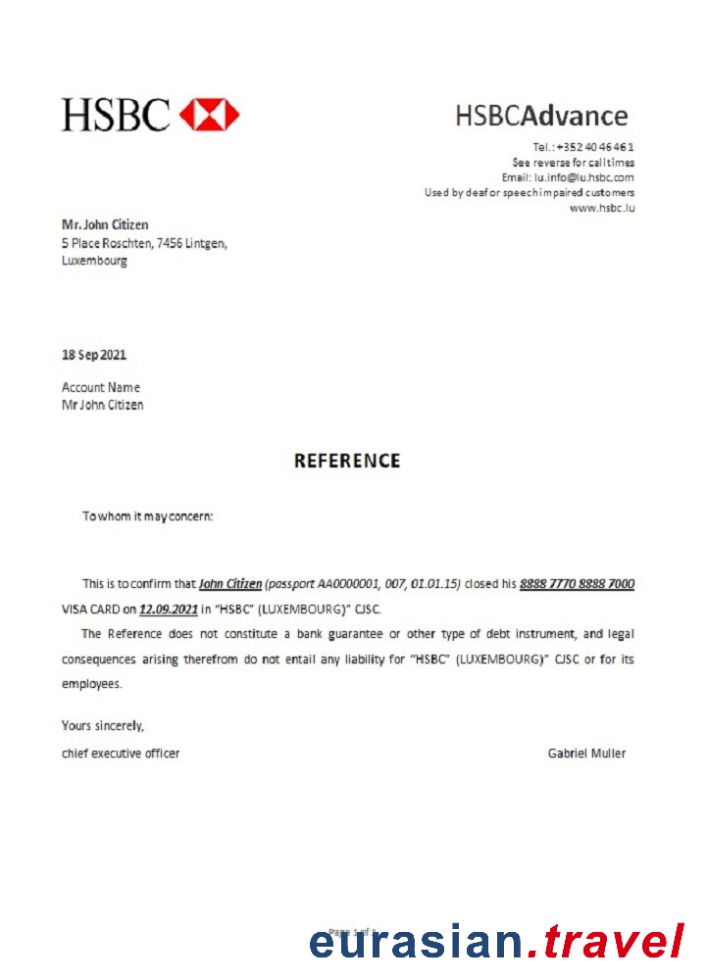 HSBC
HSBCAdvance
Tel.: +352 40 46 46 1
See reverse for call times
Email: lu.info@lu.hsbc.com
Used by deaf or speech impaired customers
www.hsbc.lu
Mr. John Citizen
5 Place Roschten, 7456 Lintgen,
Luxembourg
18 Sep 2021
Account Name
Mr John Citizen
REFERENCE
To whom it may concern:
This is to confirm that John Citizen (passport AA0000001, 007, 01.01.15) closed his 8888 7770 8888 7000
VISA CARD on 12.09.2021 in “HSBC” (LUXEMBOURG)” CJSC.
The Reference does not constitute a bank guarantee or other type of debt instrument, and legal
consequences arising therefrom do not entail any liability for “HSBC” (LUXEMBOURG)” CJSC or for its
employees.
Yours sincerely,
chief executive officer Gabriel Muller
Page 1 of 1
eurasian.travel